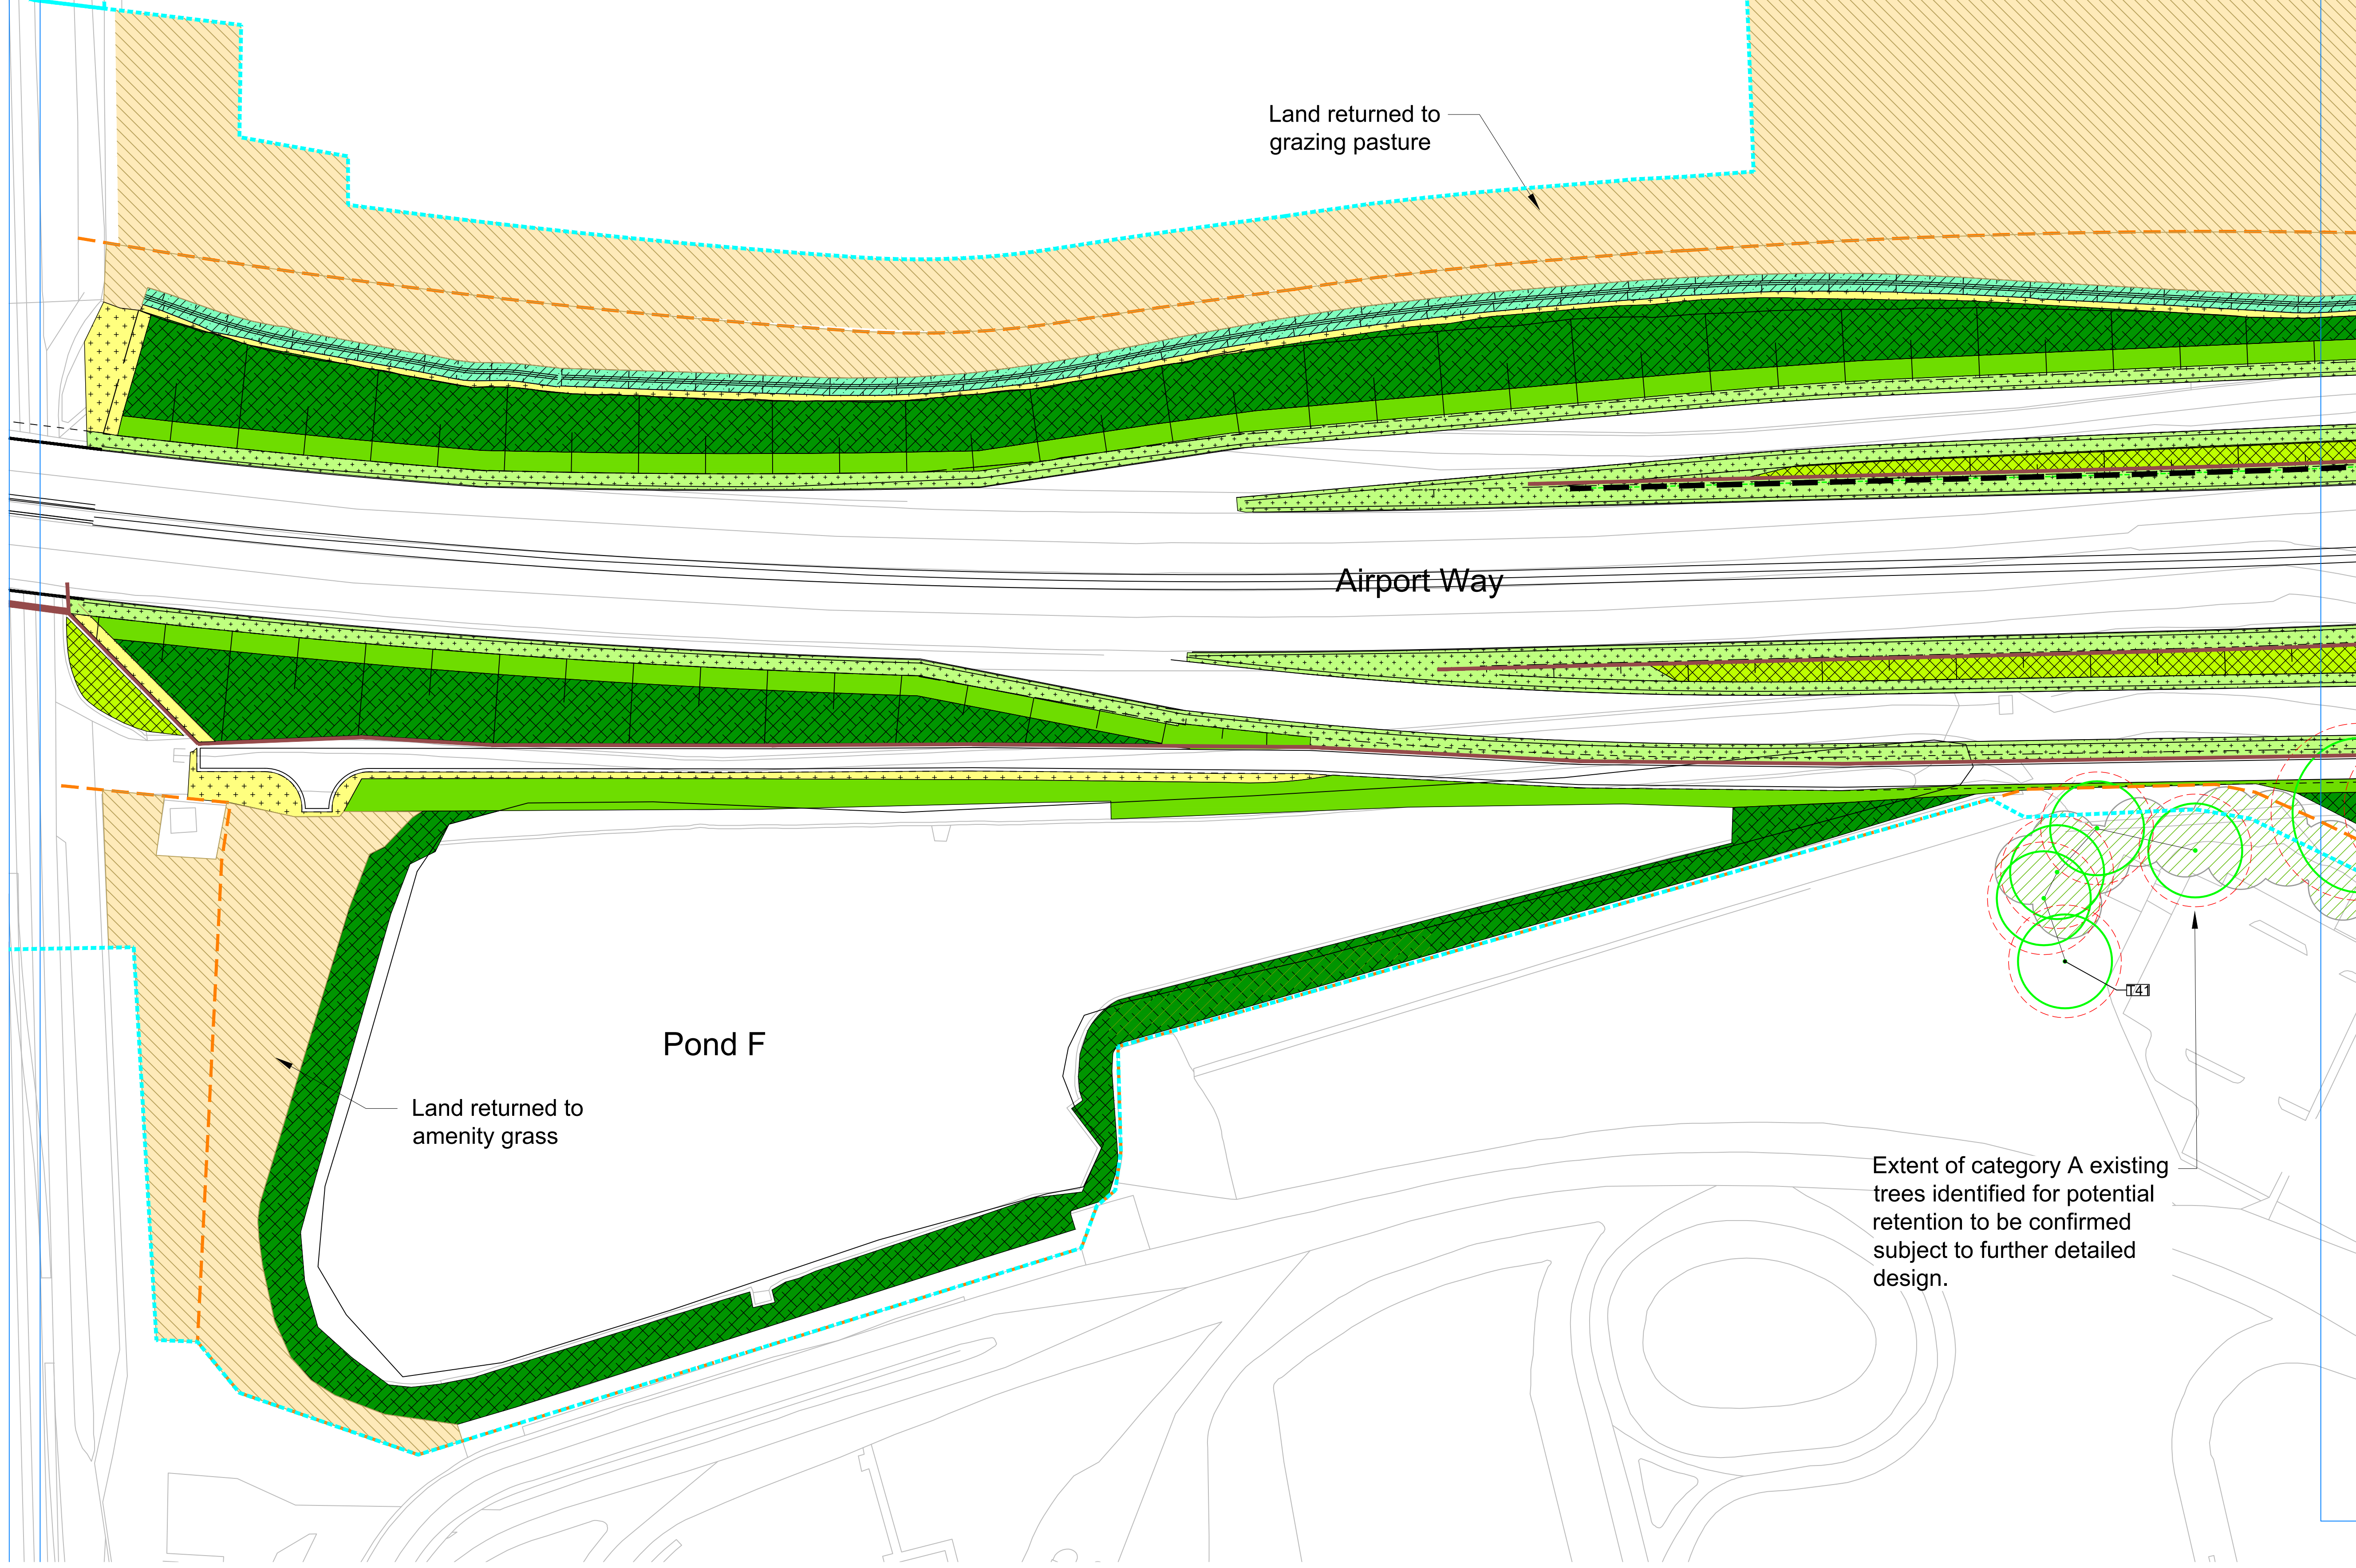 Land returned to
grazing pasture
Airport Way
Pond F
T41
Land returned to
amenity grass
Extent of category A existing
trees identified for potential
retention to be confirmed
subject to further detailed
design.